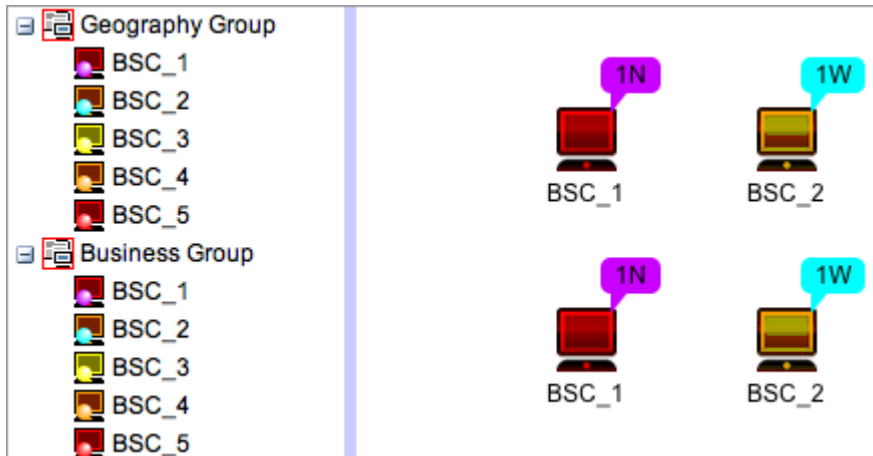 Geography Group
BSC_1
BSC_2
BSC_3
BSC_4
BSC_5
Business Group
BSC_1
BSC_2
BSC_3
BSC_4
BSC_5
1N
1W
BSC_1
BSC_2
1N
1W
BSC_1
BSC_2